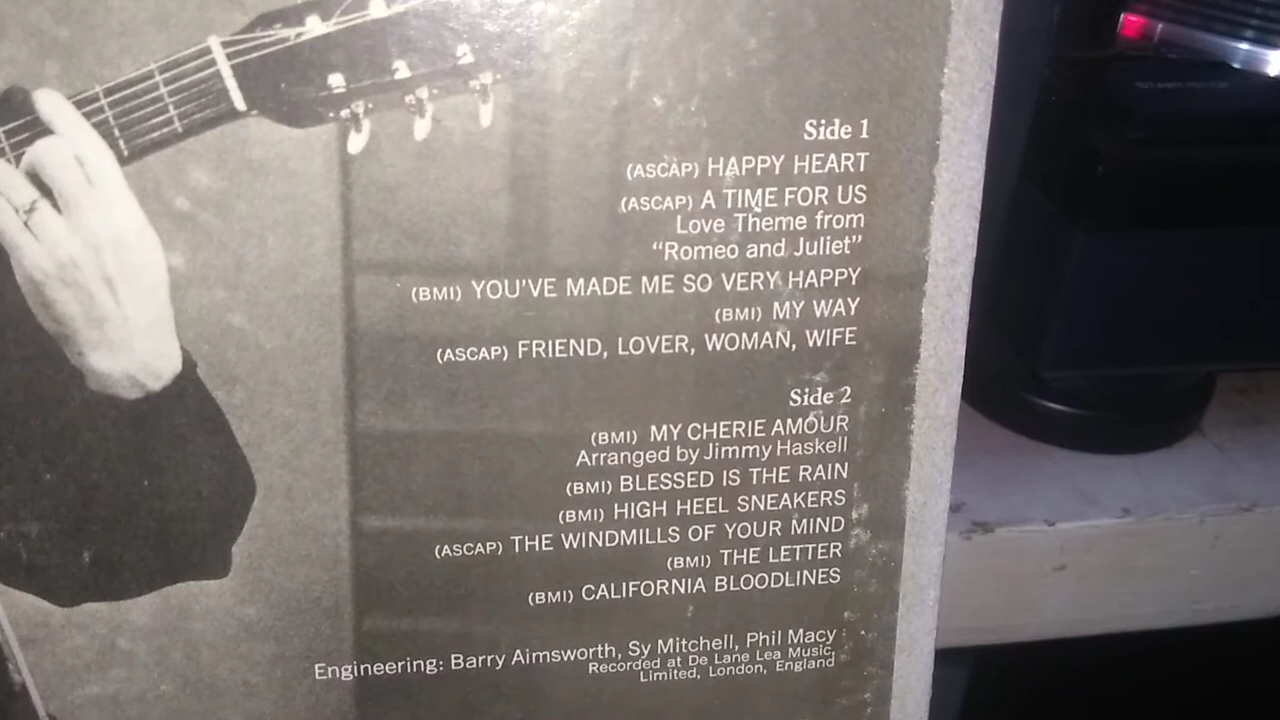 Side 1
(ASCAP) HAPPY HEART
(ASCAP) A TIME FOR US
Love Theme from
“Romeo and Juliet”
(BMI) YOU'VE MADE ME SO VERY HAPPY
(BMI) MY WAY
(ASCAP) FRIEND, LOVER, WOMAN, WIFE
Side 2
(BMI) MY CHERIE AMOUR
Arranged by Jimmy Haskell
(BMI) BLESSED IS THE RAIN
(BMI) HIGH HEEL SNEAKERS
(ASCAP) THE WINDMILLS OF YOUR MIND
(BMI) THE LETTER
(BMI) CALIFORNIA BLOODLINES
Engineering: Barry Aimsworth, Sy Mitchell, Phil Macy
Recorded at De Lane Lea Music,
Limited, London, England